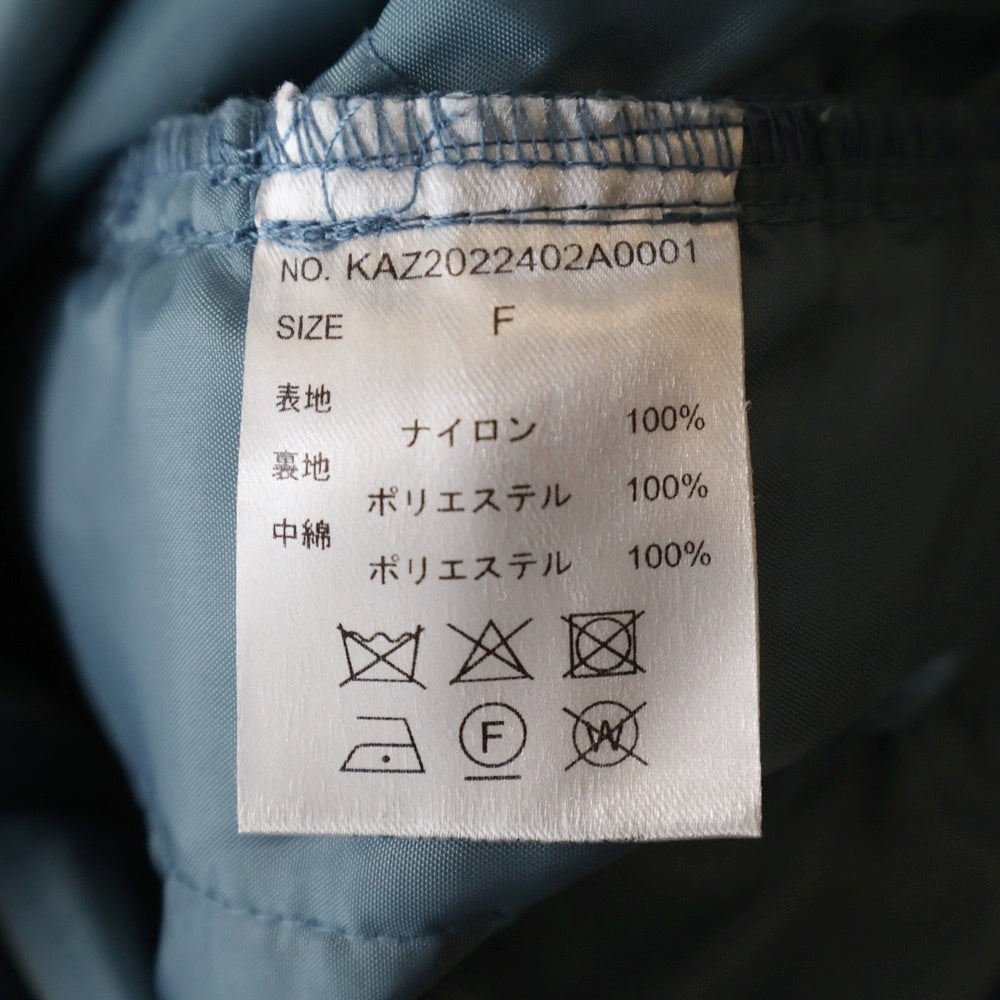 NO. KAZ2022402A0001
SIZE F
表地
ナイロン 100%
裏地
ポリエステル 100%
中綿
ポリエステル 100%
F W